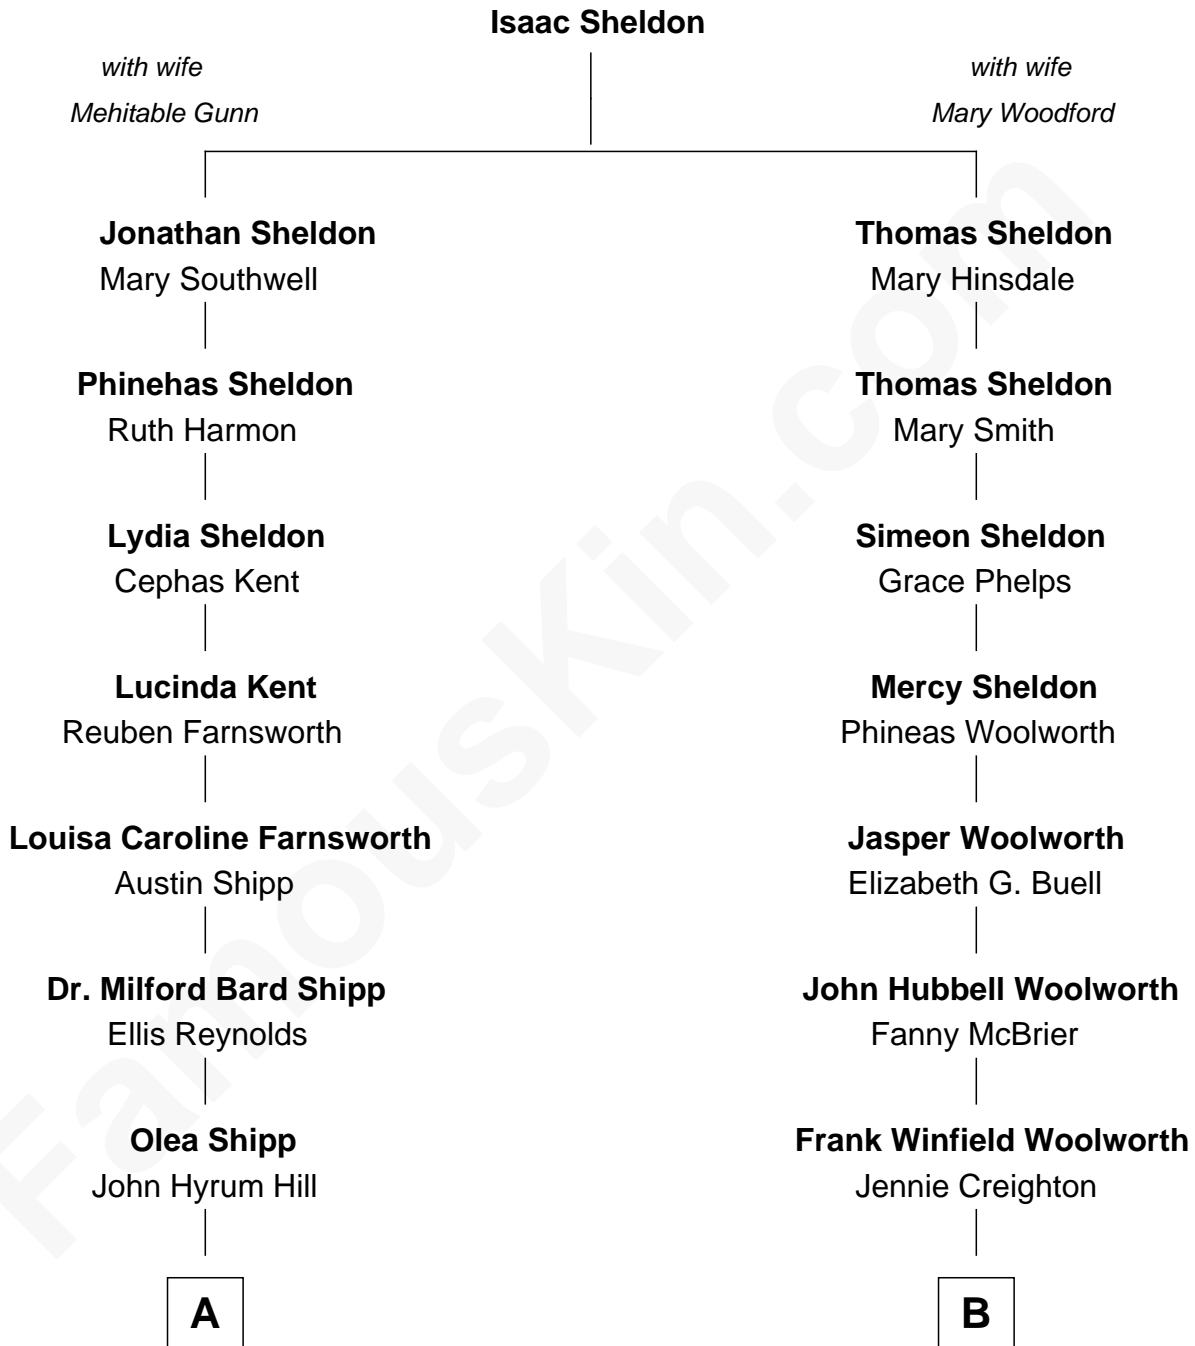 Isaac Sheldon
with wife
Mehitable Gunn
with wife
Mary Woodford
Jonathan Sheldon
Mary Southwell
Thomas Sheldon
Mary Hinsdale
Phinehas Sheldon
Ruth Harmon
Thomas Sheldon
Mary Smith
Lydia Sheldon
Cephas Kent
Simeon Sheldon
Grace Phelps
Lucinda Kent
Reuben Farnsworth
Mercy Sheldon
Phineas Woolworth
Louisa Caroline Farnsworth
Austin Shipp
Jasper Woolworth
Elizabeth G. Buell
Dr. Milford Bard Shipp
Ellis Reynolds
John Hubbell Woolworth
Fanny McBrier
Olea Shipp
John Hyrum Hill
Frank Winfield Woolworth
Jennie Creighton
A
B
FamousKin.com